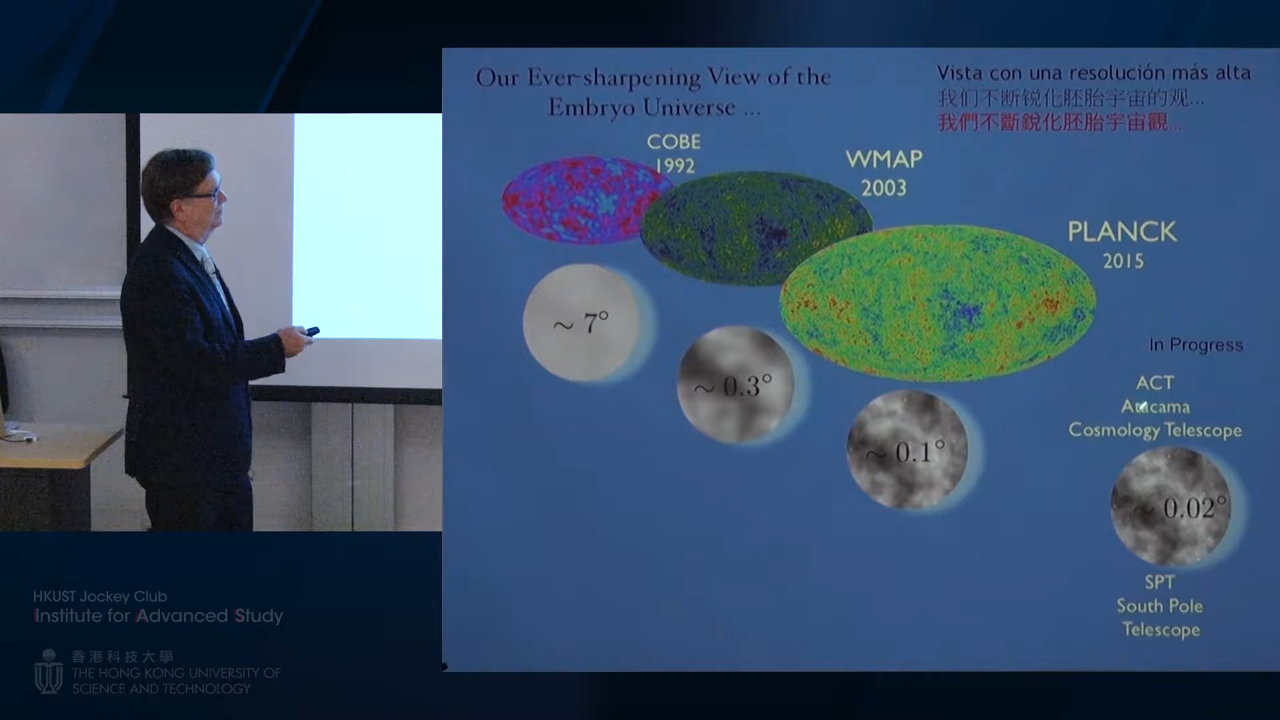 Our Ever-sharpening View of the
Embryo Universe ...
Vista con una resolución más alta
我们不断锐化胚胎宇宙的观...
我們不斷銳化胚胎宇宙觀...
COBE
1992
WMAP
2003
PLANCK
2015
~ 7°
~ 0.3°
~ 0.1°
In Progress
ACT
Atacama
Cosmology Telescope
~ 0.02°
SPT
South Pole
Telescope
HKUST Jockey Club
Institute for Advanced Study
香港科技大學
THE HONG KONG UNIVERSITY OF
SCIENCE AND TECHNOLOGY